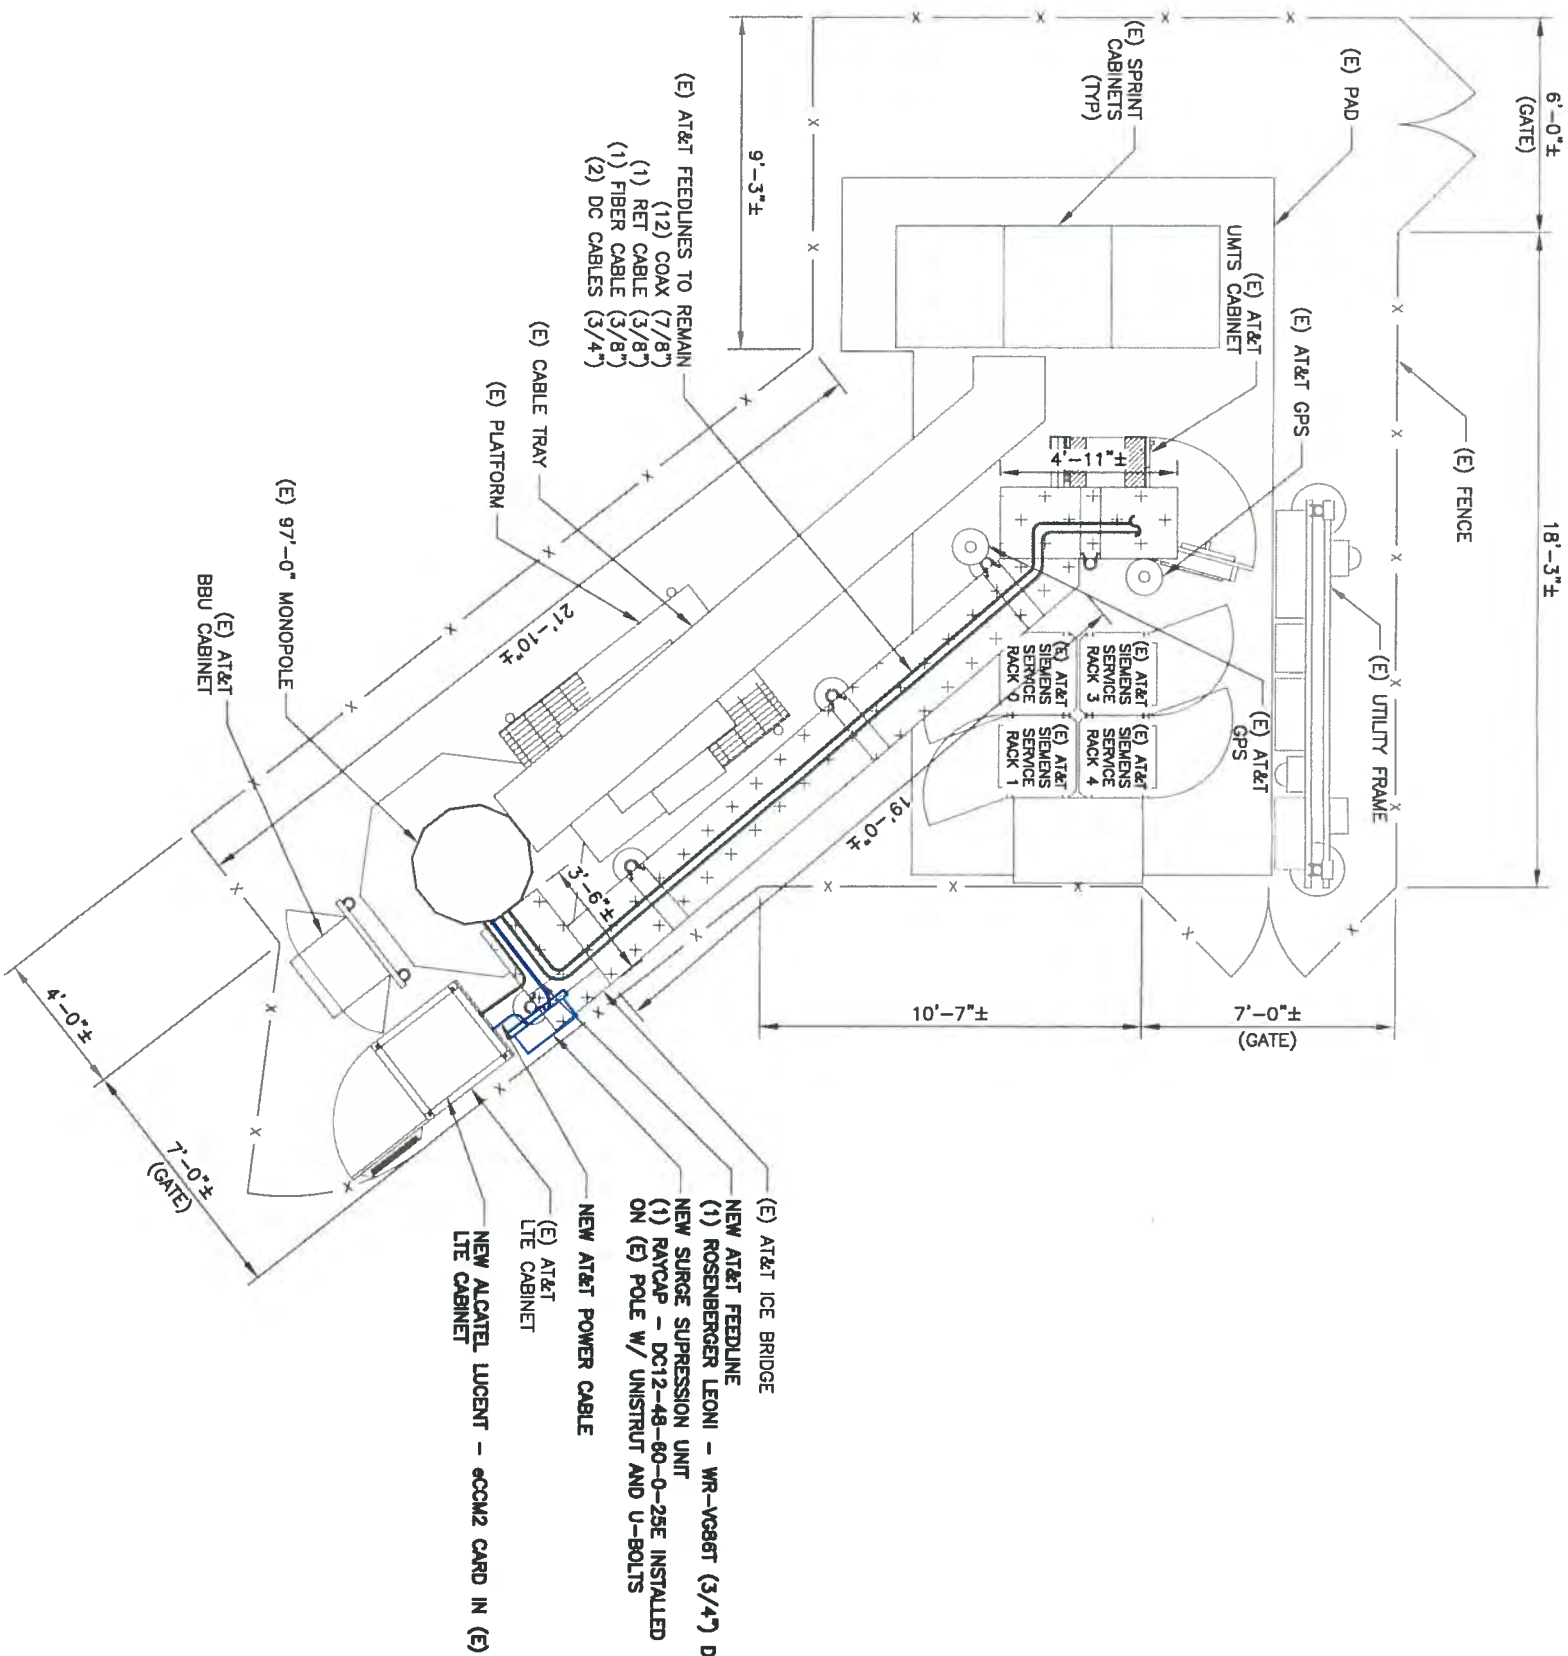 6'-0"±
(GATE)
18'-3"±
(E) PAD
(E) FENCE
(E) UTILITY FRAME
(E) SPRINT
CABINETS
(TYP)
(E) AT&T
UMTS CABINET
(E) AT&T GPS
(E) AT&T
GPS
9'-3"±
4'-11"±
(E) AT&T FEEDLINES TO REMAIN
(12) COAX (7/8")
(1) RET CABLE (3/8")
(1) FIBER CABLE (3/8")
(2) DC CABLES (3/4")
(E) AT&T
SIEMENS
SERVICE
RACK 3
(E) AT&T
SIEMENS
SERVICE
RACK 4
(E) AT&T
SIEMENS
SERVICE
RACK 0
(E) AT&T
SIEMENS
SERVICE
RACK 1
(E) CABLE TRAY
(E) PLATFORM
(E) 97'-0" MONOPOLE
(E) AT&T
BBU CABINET
21'-10"±
19'-0"±
3'-6"±
10'-7"±
7'-0"±
(GATE)
4'-0"±
7'-0"±
(GATE)
(E) AT&T ICE BRIDGE
NEW AT&T FEEDLINE
(1) ROSENBERGER LEONI - WR-VG86T (3/4") D
NEW SURGE SUPRESSION UNIT
(1) RAYCAP - DC12-48-60-0-25E INSTALLED
ON (E) POLE W/ UNISTRUT AND U-BOLTS
NEW AT&T POWER CABLE
(E) AT&T
LTE CABINET
NEW ALCATEL LUCENT - eCCM2 CARD IN (E)
LTE CABINET